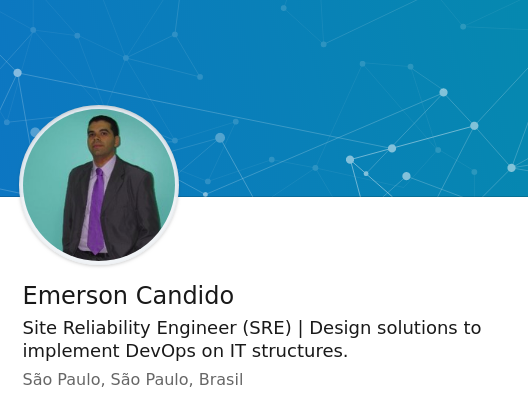 Emerson Candido
Site Reliability Engineer (SRE) | Design solutions to
implement DevOps on IT structures.
São Paulo, São Paulo, Brasil